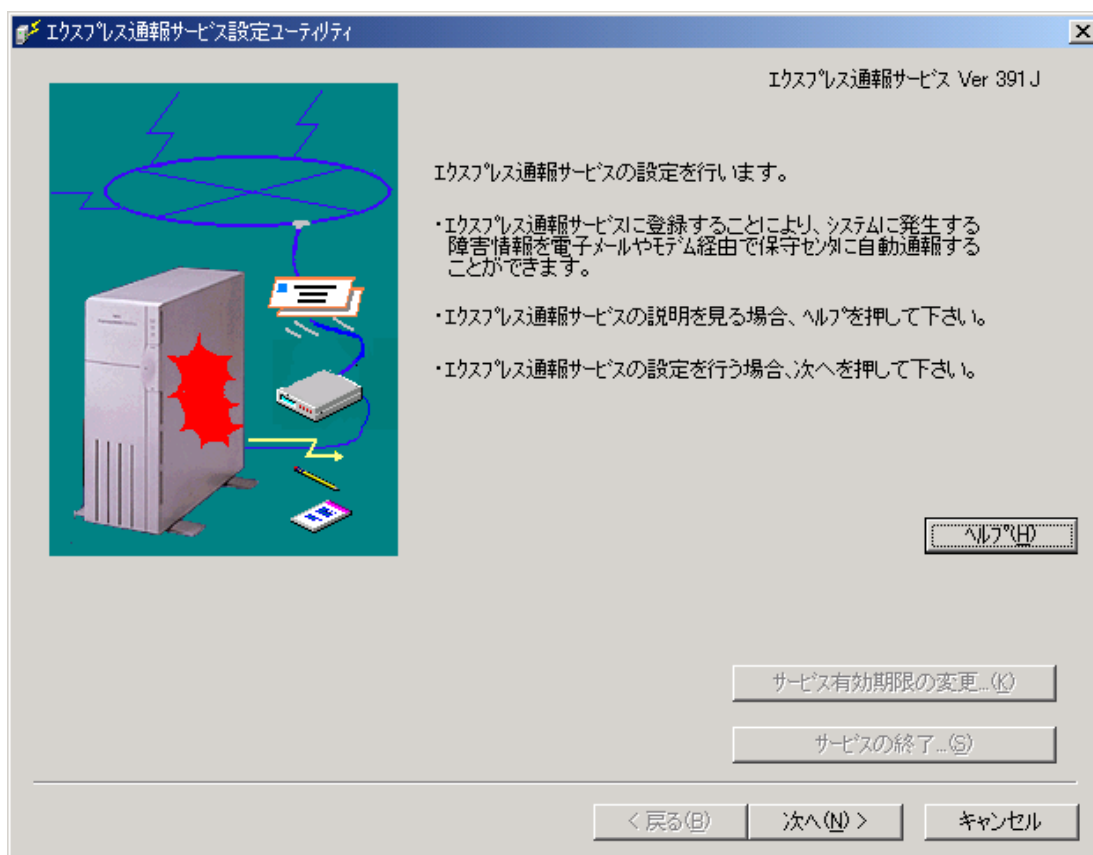 ｴｸｽﾌﾟﾚｽ通報ｻｰﾋﾞｽ設定ﾕｰﾃｨﾘﾃｨ
ｴｸｽﾌﾟﾚｽ通報ｻｰﾋﾞｽ Ver 391J
ｴｸｽﾌﾟﾚｽ通報ｻｰﾋﾞｽの設定を行います。
・ｴｸｽﾌﾟﾚｽ通報ｻｰﾋﾞｽに登録することにより、ｼｽﾃﾑに発生する
障害情報を電子ﾒｰﾙやﾓﾃﾞﾑ経由で保守ｾﾝﾀに自動通報する
ことができます。
・ｴｸｽﾌﾟﾚｽ通報ｻｰﾋﾞｽの説明を見る場合、ﾍﾙﾌﾟを押して下さい。
・ｴｸｽﾌﾟﾚｽ通報ｻｰﾋﾞｽの設定を行う場合、次へを押して下さい。
ﾍﾙﾌﾟ(H)
ｻｰﾋﾞｽ有効期限の変更...(K)
ｻｰﾋﾞｽの終了...(S)
< 戻る(B) 次へ(N) > キャンセル